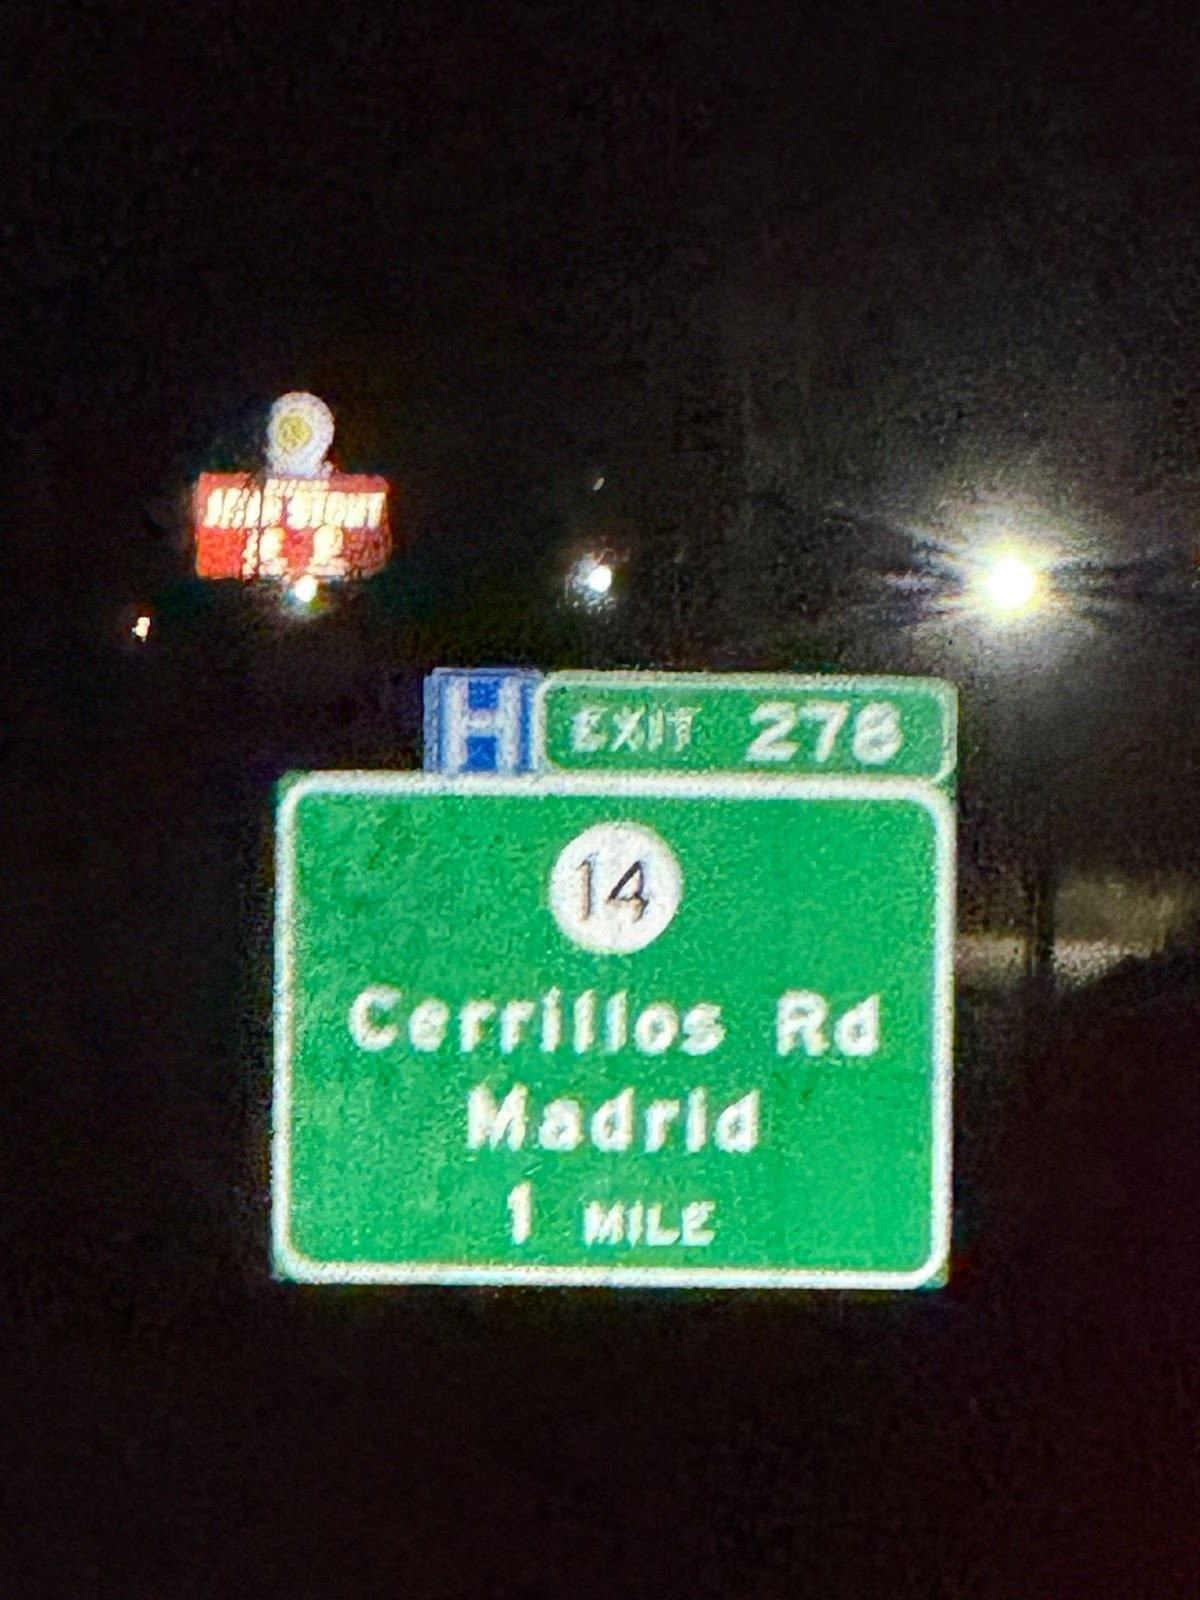 H EXIT 278
14
Cerrillos Rd
Madrid
1 MILE